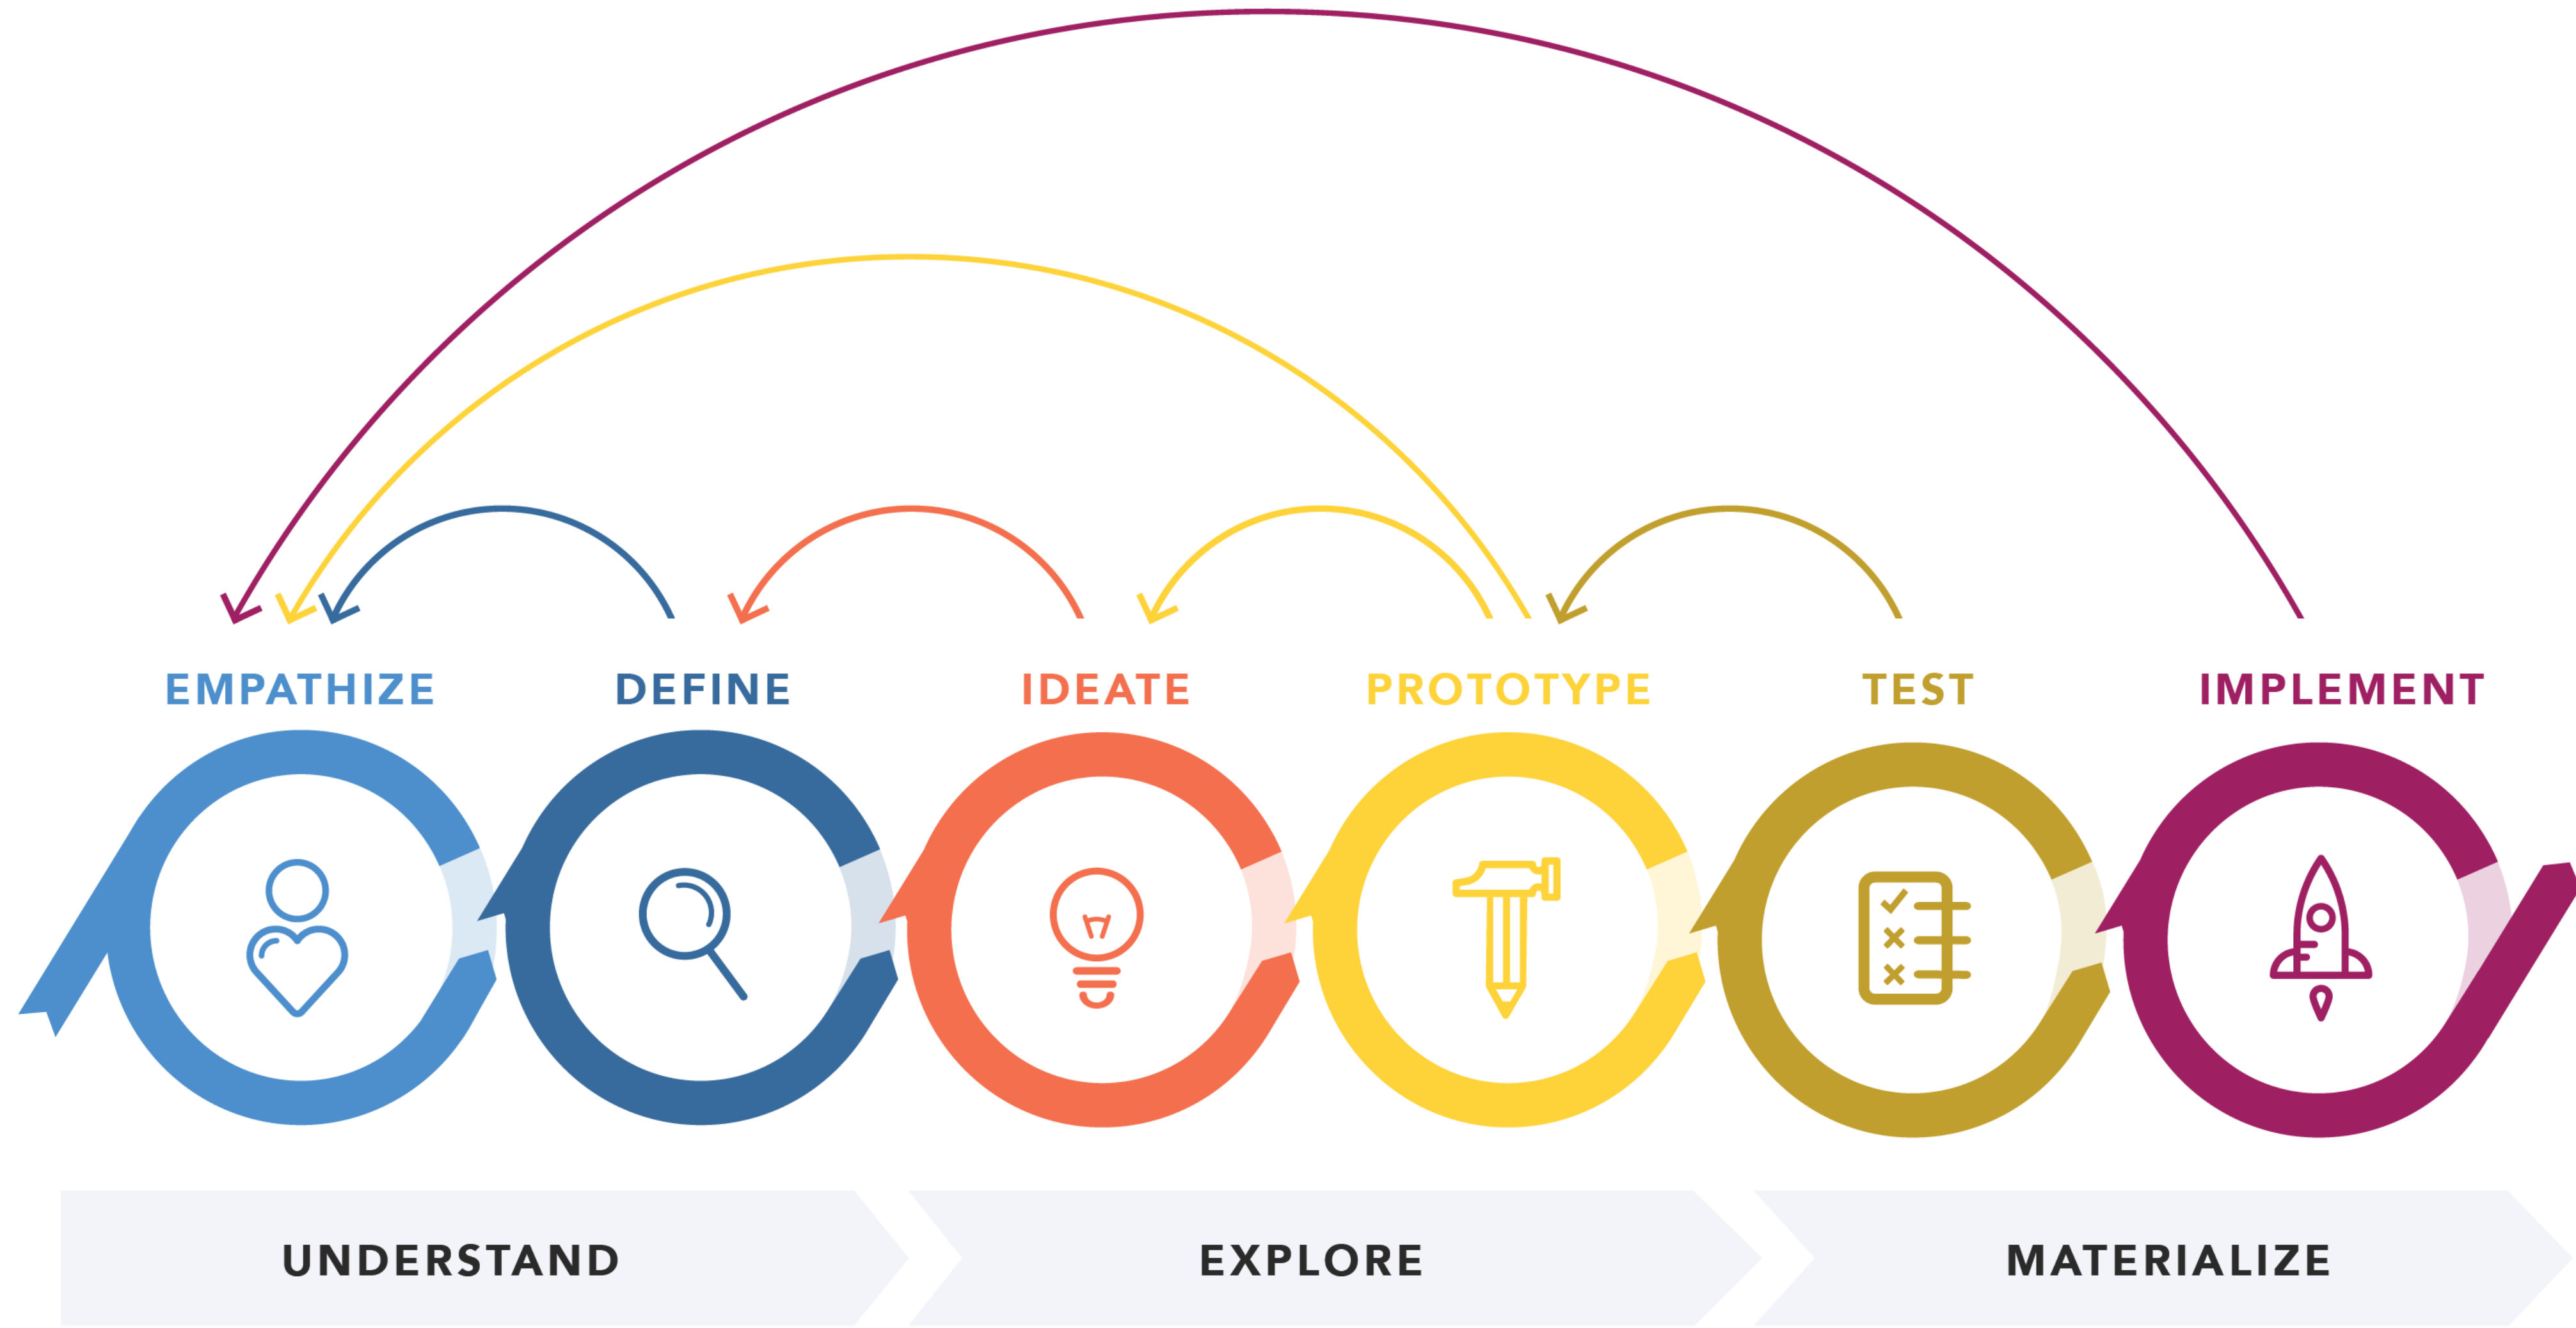 EMPATHIZE
DEFINE
IDEATE
PROTOTYPE
TEST
IMPLEMENT
UNDERSTAND
EXPLORE
MATERIALIZE